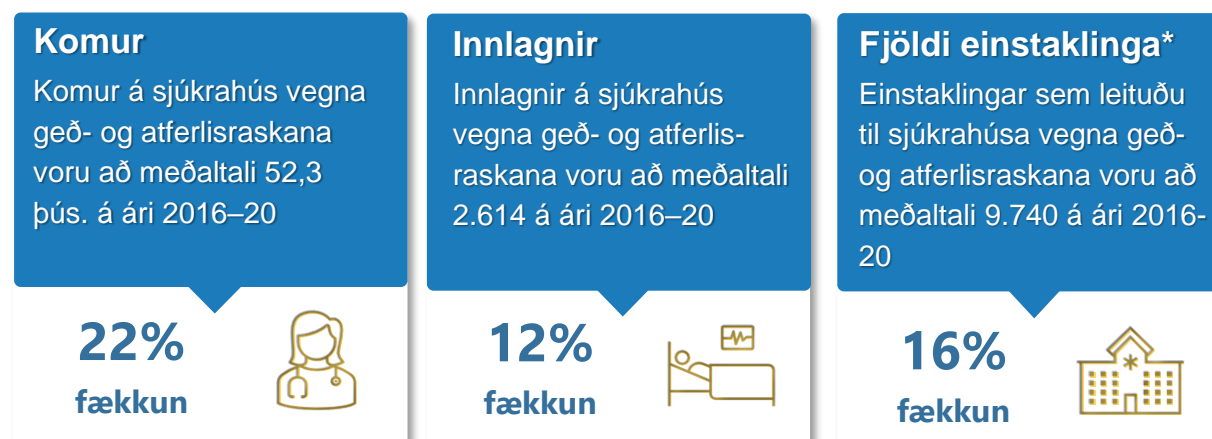 Komur
Komur á sjúkrahús vegna
geð- og atferlisraskana
voru að meðaltali 52,3
þús. á ári 2016–20
22%
fækkun
Innlagnir
Innlagnir á sjúkrahús
vegna geð- og atferlis-
raskana voru að meðaltali
2.614 á ári 2016–20
12%
fækkun
Fjöldi einstaklinga*
Einstaklingar sem leituðu
til sjúkrahúsa vegna geð-
og atferlisraskana voru að
meðaltali 9.740 á ári 2016-
20
16%
fækkun